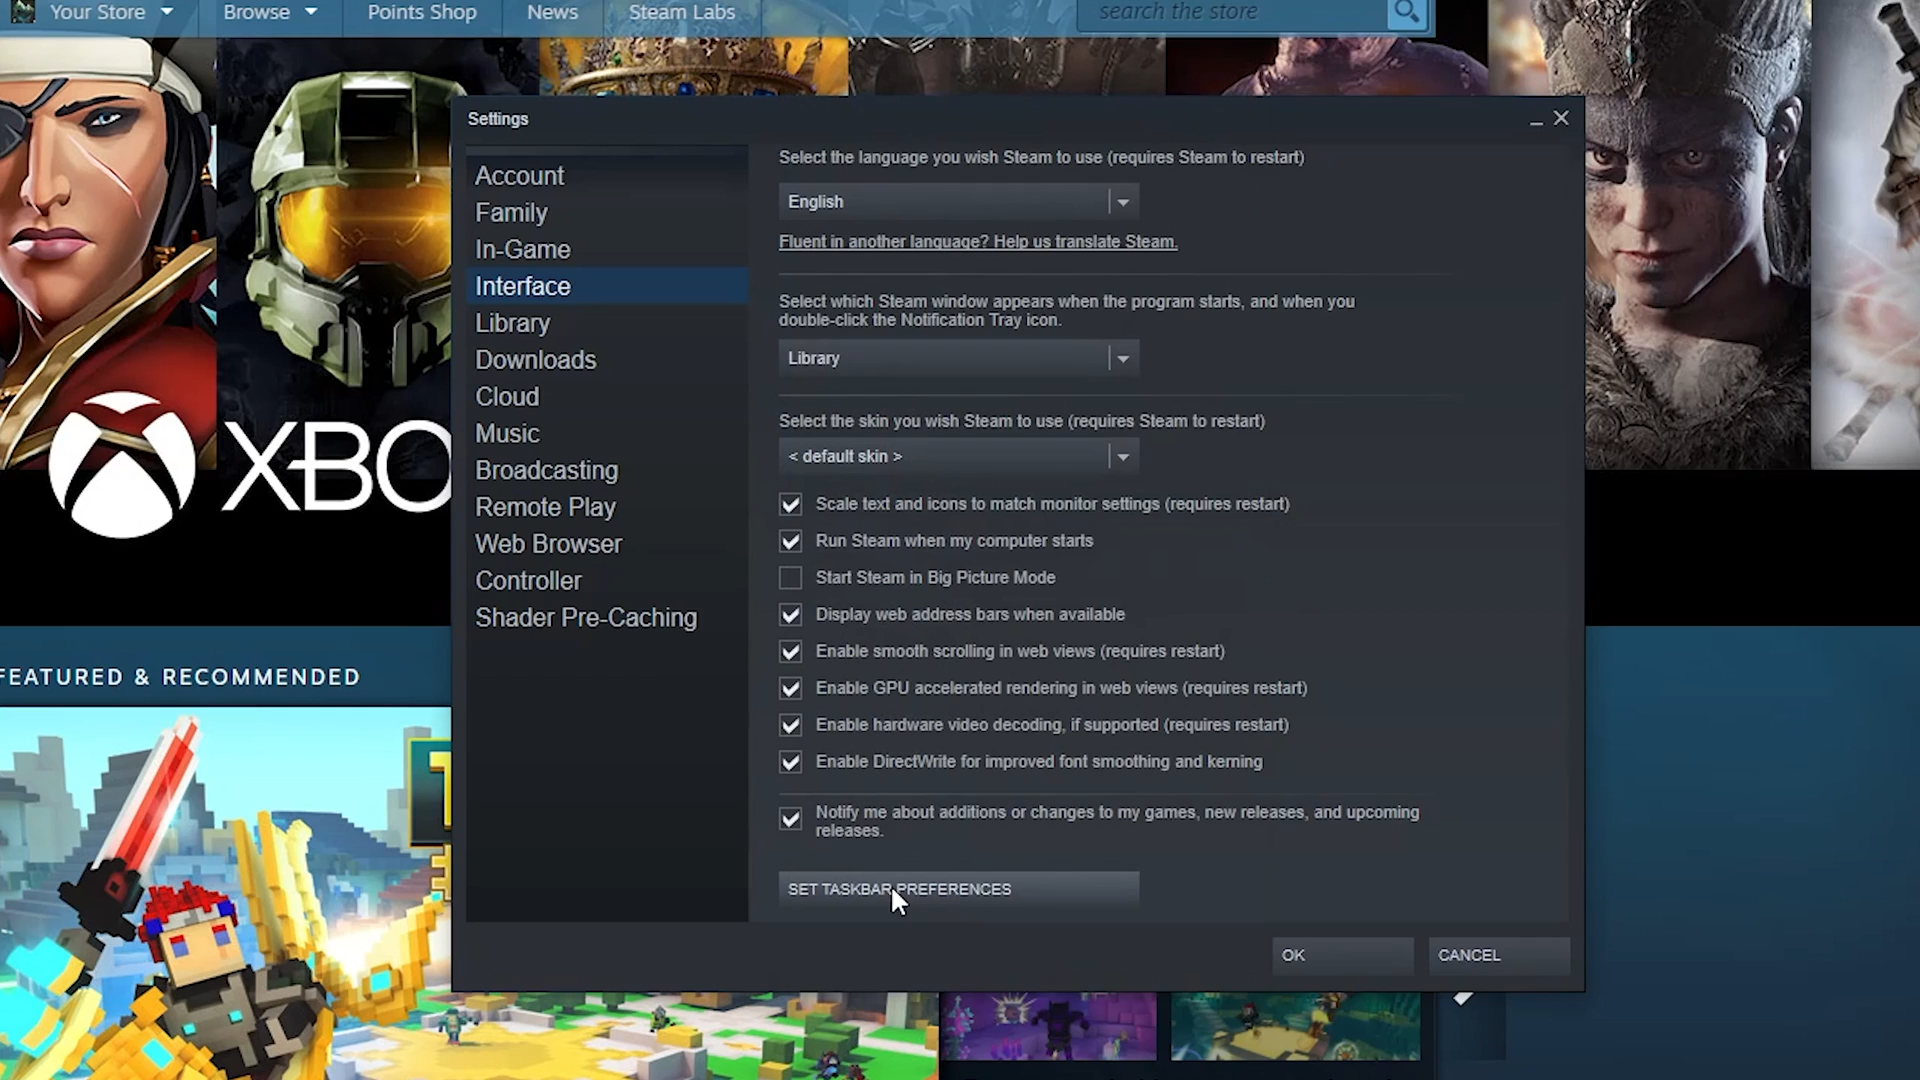 Your Store
Browse
Points Shop
News
Steam Labs
search the store
Settings
Account
Family
In-Game
Interface
Library
Downloads
Cloud
Music
Broadcasting
Remote Play
Web Browser
Controller
Shader Pre-Caching
Select the language you wish Steam to use (requires Steam to restart)
English
Fluent in another language? Help us translate Steam.
Select which Steam window appears when the program starts, and when you
double-click the Notification Tray icon.
Library
Select the skin you wish Steam to use (requires Steam to restart)
< default skin >
Scale text and icons to match monitor settings (requires restart)
Run Steam when my computer starts
Start Steam in Big Picture Mode
Display web address bars when available
Enable smooth scrolling in web views (requires restart)
Enable GPU accelerated rendering in web views (requires restart)
Enable hardware video decoding, if supported (requires restart)
Enable DirectWrite for improved font smoothing and kerning
Notify me about additions or changes to my games, new releases, and upcoming
releases.
SET TASKBAR PREFERENCES
OK
CANCEL
XBO
FEATURED & RECOMMENDED